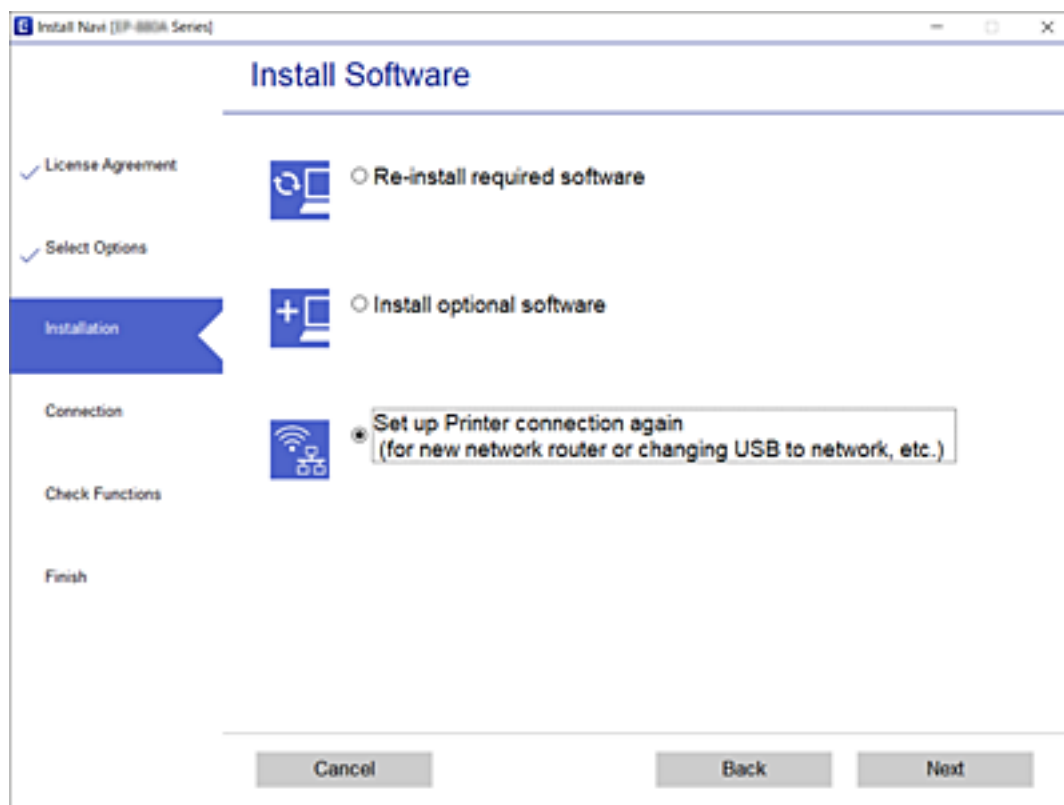 Install Navi [EP-880A Series]
Install Software
License Agreement
Select Options
Installation
Connection
Check Functions
Finish
Re-install required software
Install optional software
Set up Printer connection again
(for new network router or changing USB to network, etc.)
Cancel
Back
Next